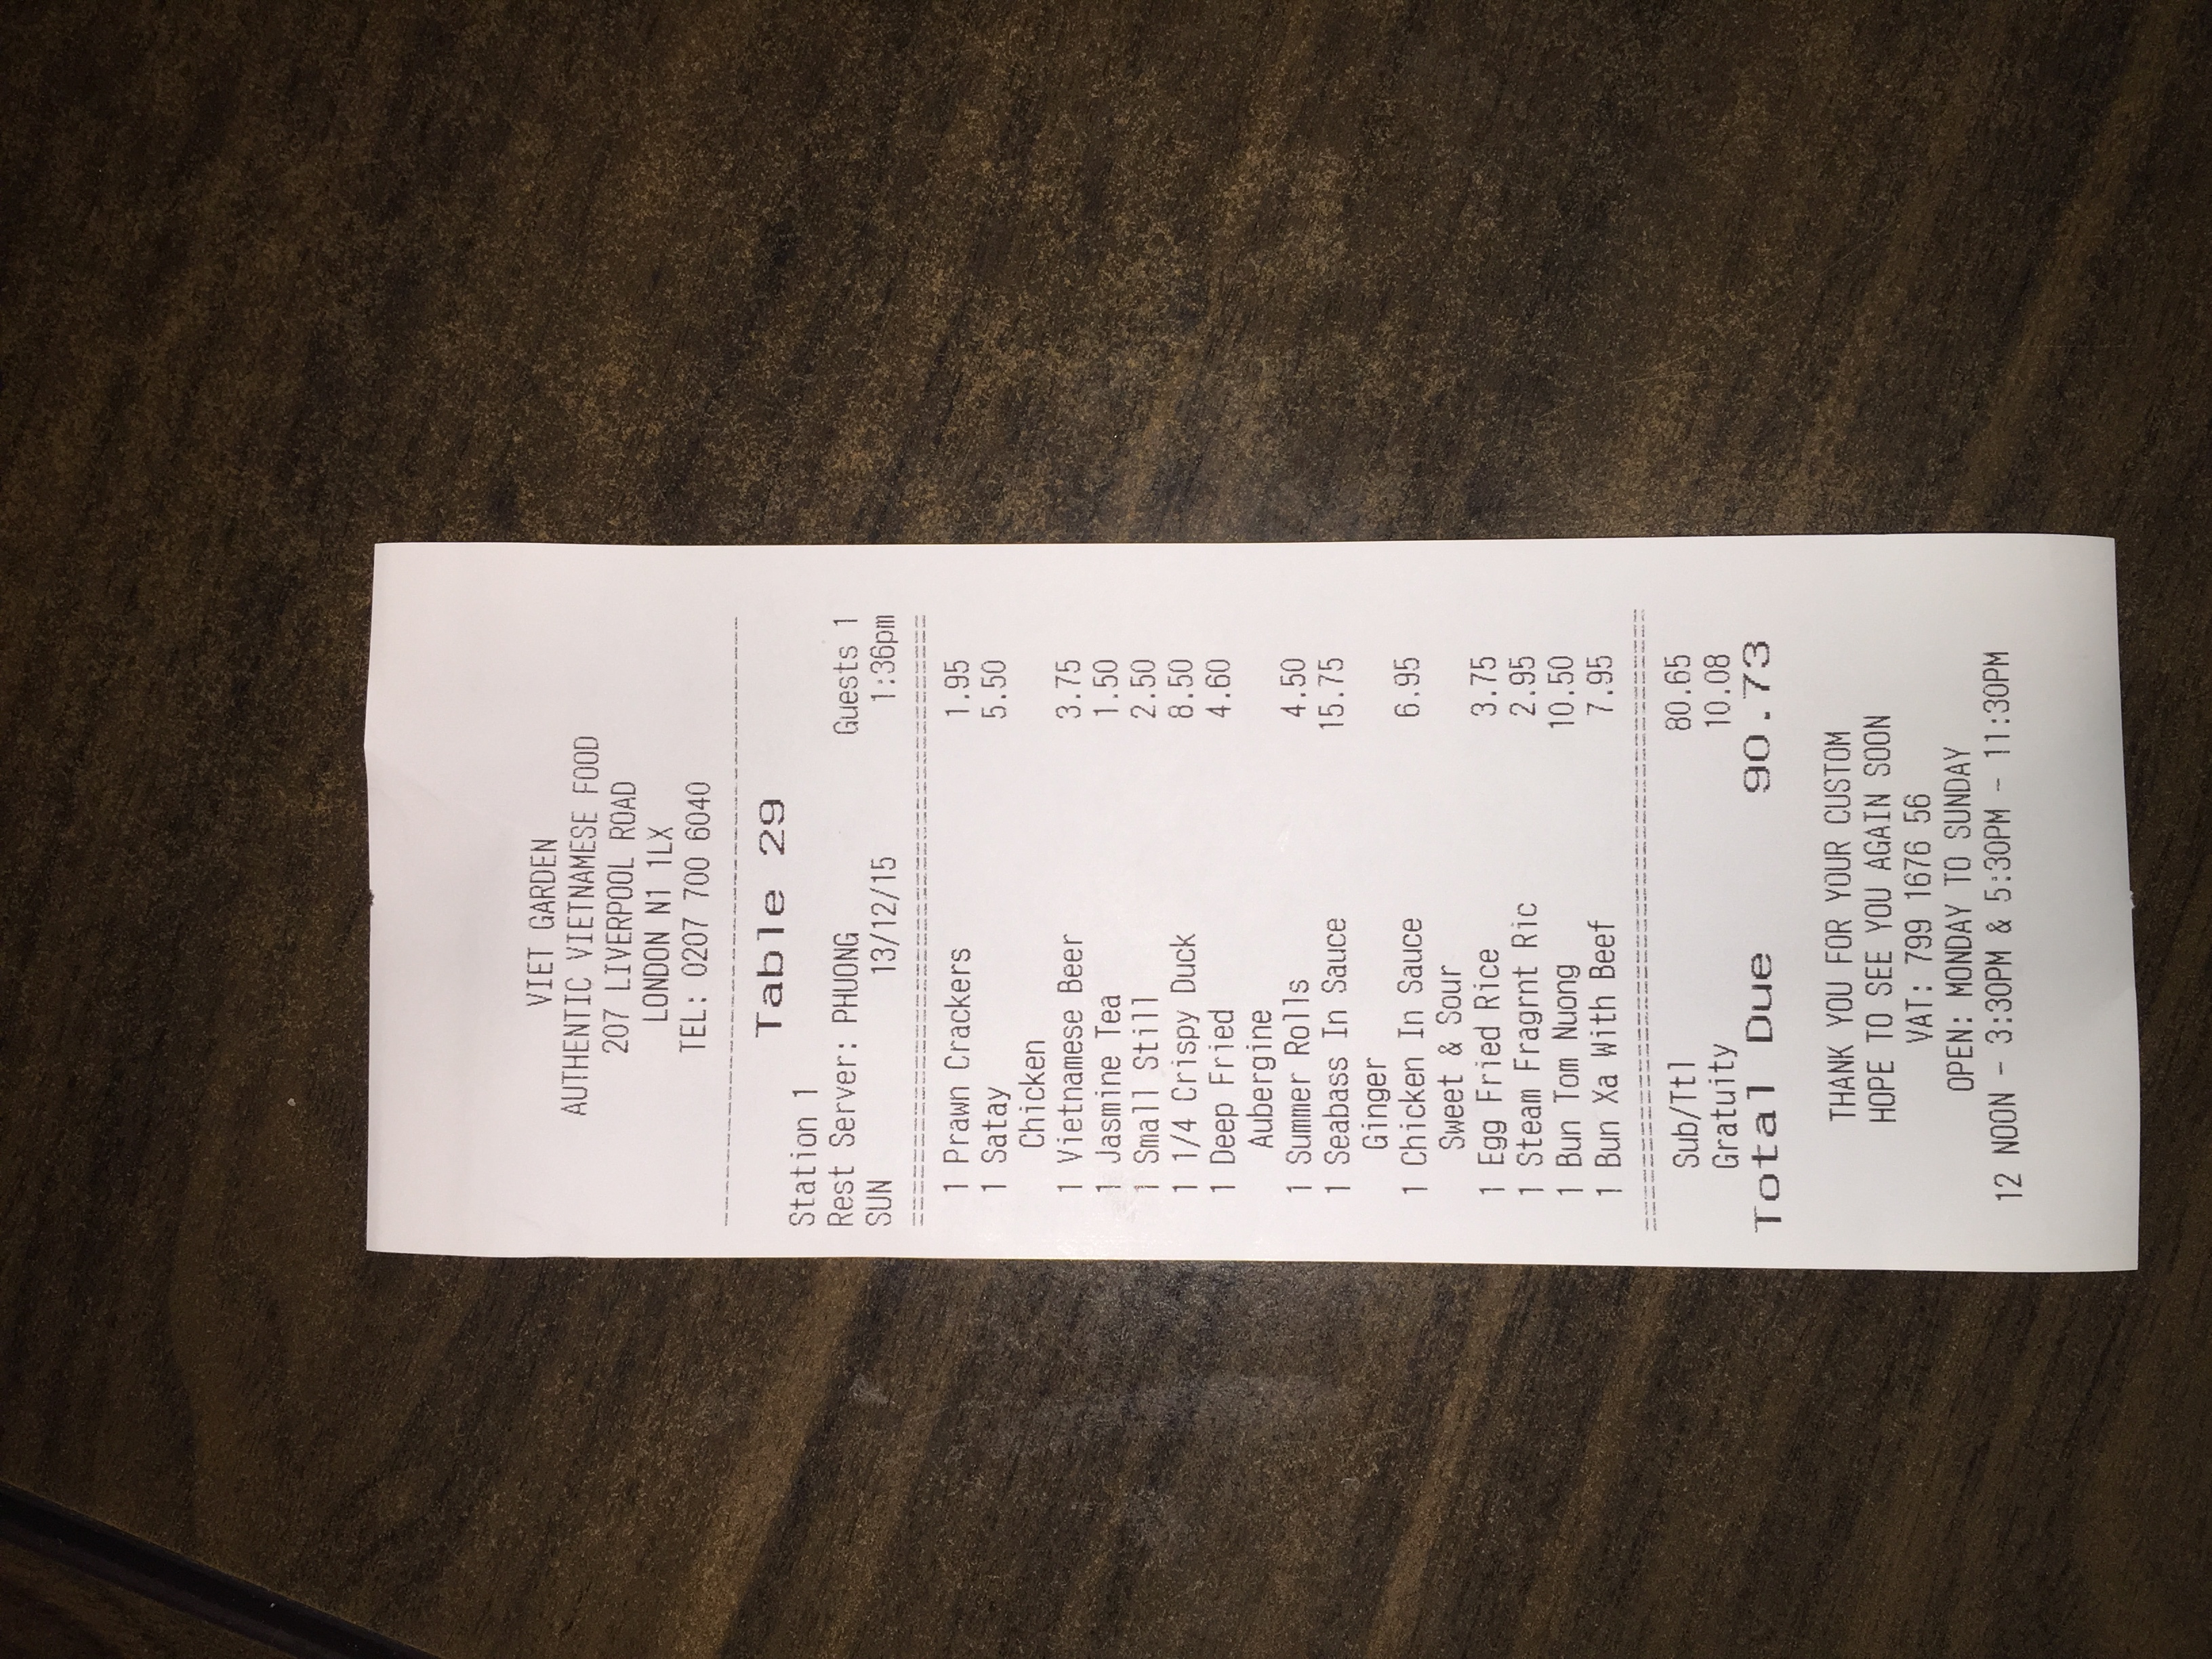 VIET GARDEN
AUTHENTIC VIETNAMESE FOOD
207 LIVERPOOL ROAD
LONDON N1 1LX
TEL: 0207 700 6040
Table 29
Station 1
Rest Server: PHUONG Guests 1
SUN 13/12/15 1:36pm
1 Prawn Crackers 1.95
1 Satay 5.50
Chicken
1 Vietnamese Beer 3.75
1 Jasmine Tea 1.50
1 Small Still 2.50
1 1/4 Crispy Duck 8.50
1 Deep Fried 4.60
Aubergine
1 Summer Rolls 4.50
1 Seabass In Sauce 15.75
Ginger
1 Chicken In Sauce 6.95
Sweet & Sour
1 Egg Fried Rice 3.75
1 Steam Fragrnt Ric 2.95
1 Bun Tom Nuong 10.50
1 Bun Xa With Beef 7.95
Sub/Ttl 80.65
Gratuity 10.08
Total Due 90.73
THANK YOU FOR YOUR CUSTOM
HOPE TO SEE YOU AGAIN SOON
VAT: 799 1676 56
OPEN: MONDAY TO SUNDAY
12 NOON - 3:30PM & 5:30PM - 11:30PM